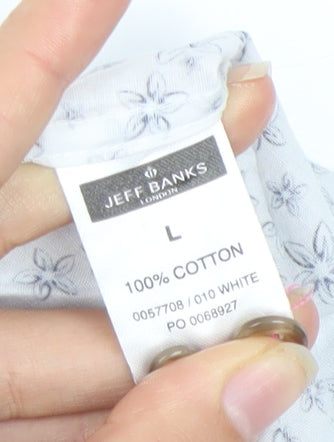 JEFF BANKS
LONDON
L
100% COTTON
0057708 / 010 WHITE
PO 0068927